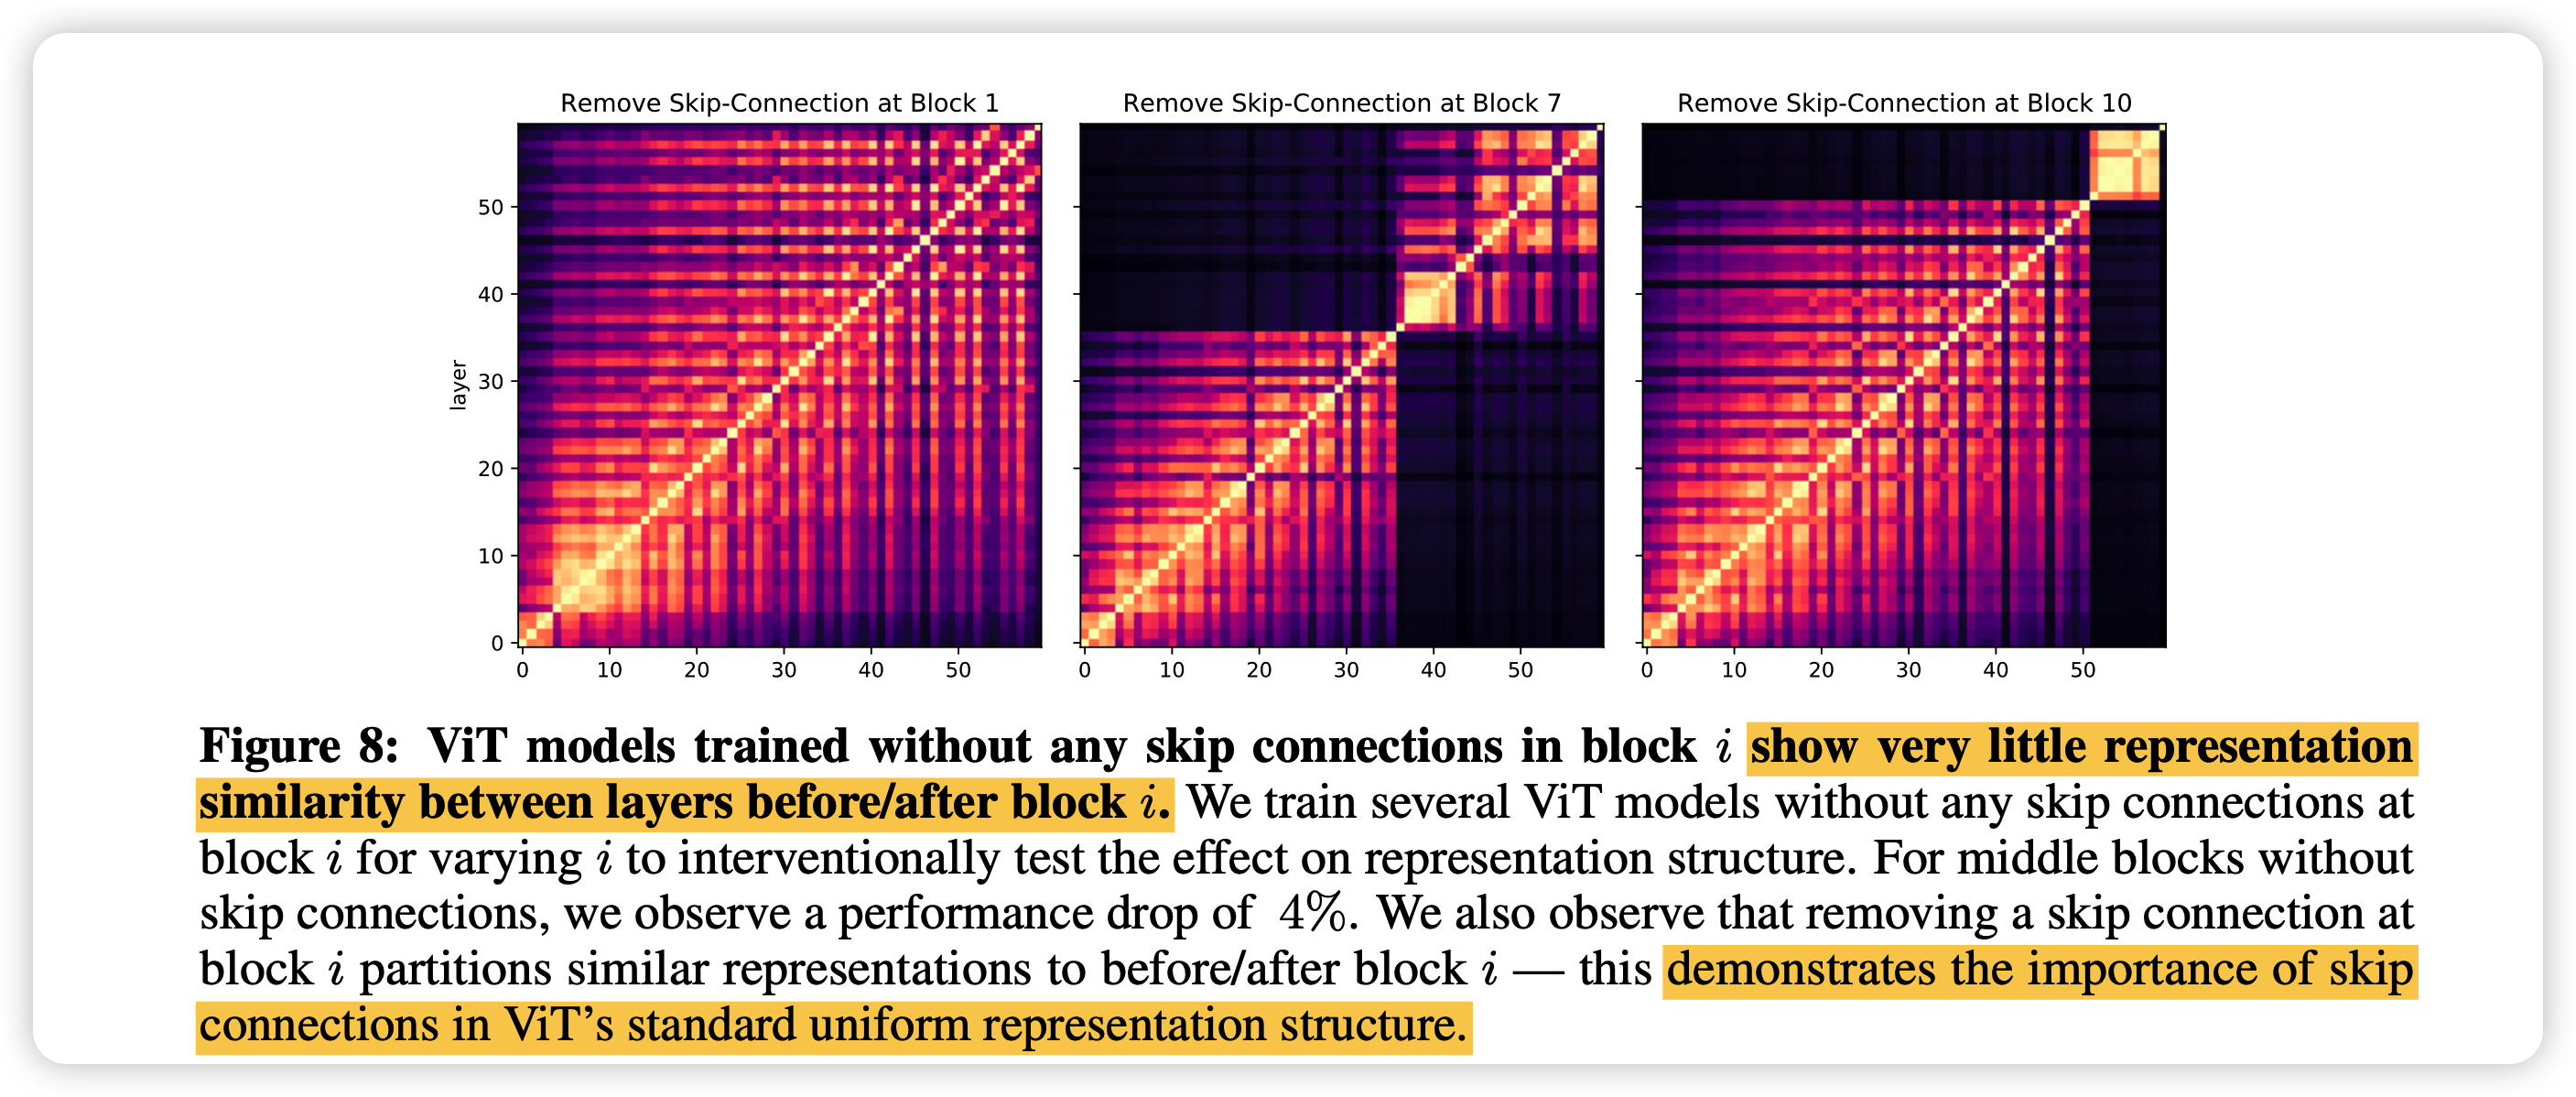 Remove Skip-Connection at Block 1
Remove Skip-Connection at Block 7
Remove Skip-Connection at Block 10
layer
50
40
30
20
10
0
0 10 20 30 40 50
0 10 20 30 40 50
0 10 20 30 40 50
Figure 8: ViT models trained without any skip connections in block i show very little representation
similarity between layers before/after block i. We train several ViT models without any skip connections at
block i for varying i to interventionally test the effect on representation structure. For middle blocks without
skip connections, we observe a performance drop of 4%. We also observe that removing a skip connection at
block i partitions similar representations to before/after block i — this demonstrates the importance of skip
connections in ViT’s standard uniform representation structure.